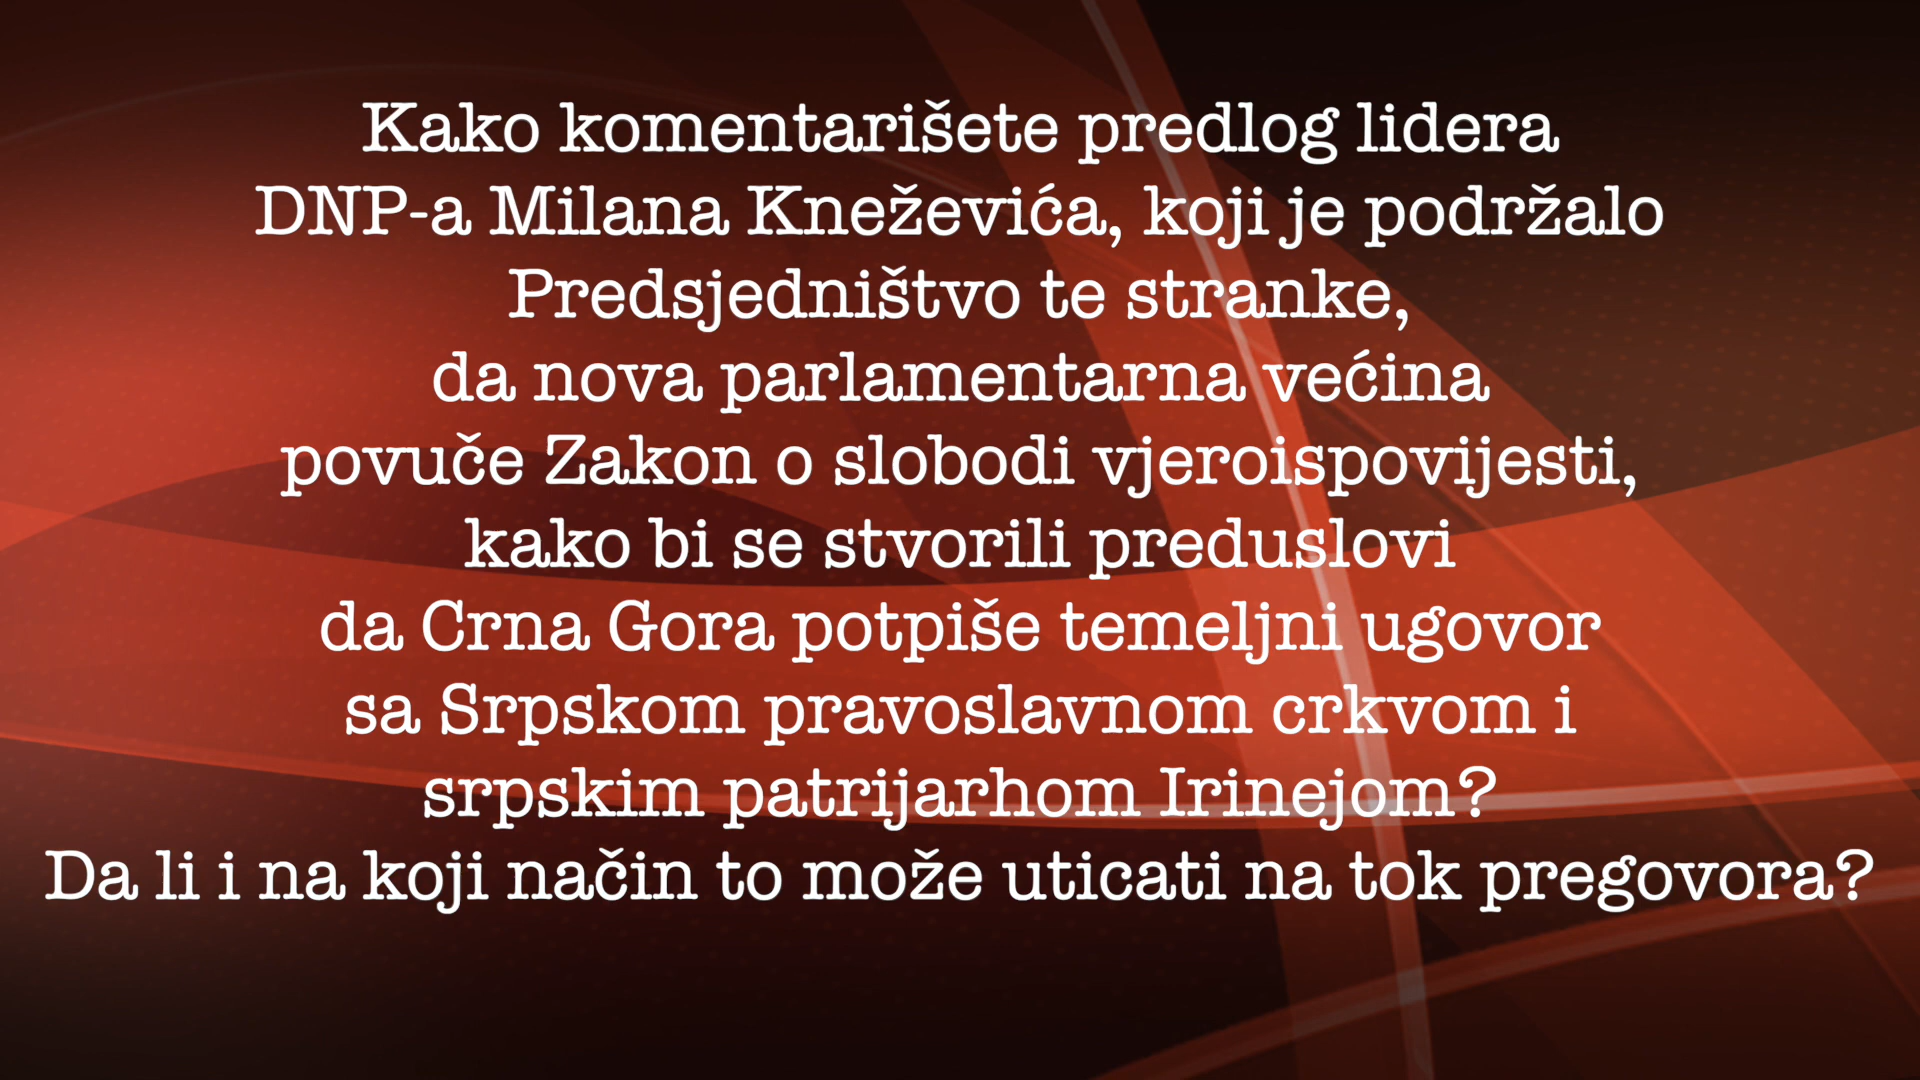 Kako komentarišete predlog lidera
DNP-a Milana Kneževića, koji je podržalo
Predsjedništvo te stranke,
da nova parlamentarna većina
povuče Zakon o slobodi vjeroispovijesti,
kako bi se stvorili preduslovi
da Crna Gora potpiše temeljni ugovor
sa Srpskom pravoslavnom crkvom i
srpskim patrijarhom Irinejom?
Da li i na koji način to može uticati na tok pregovora?